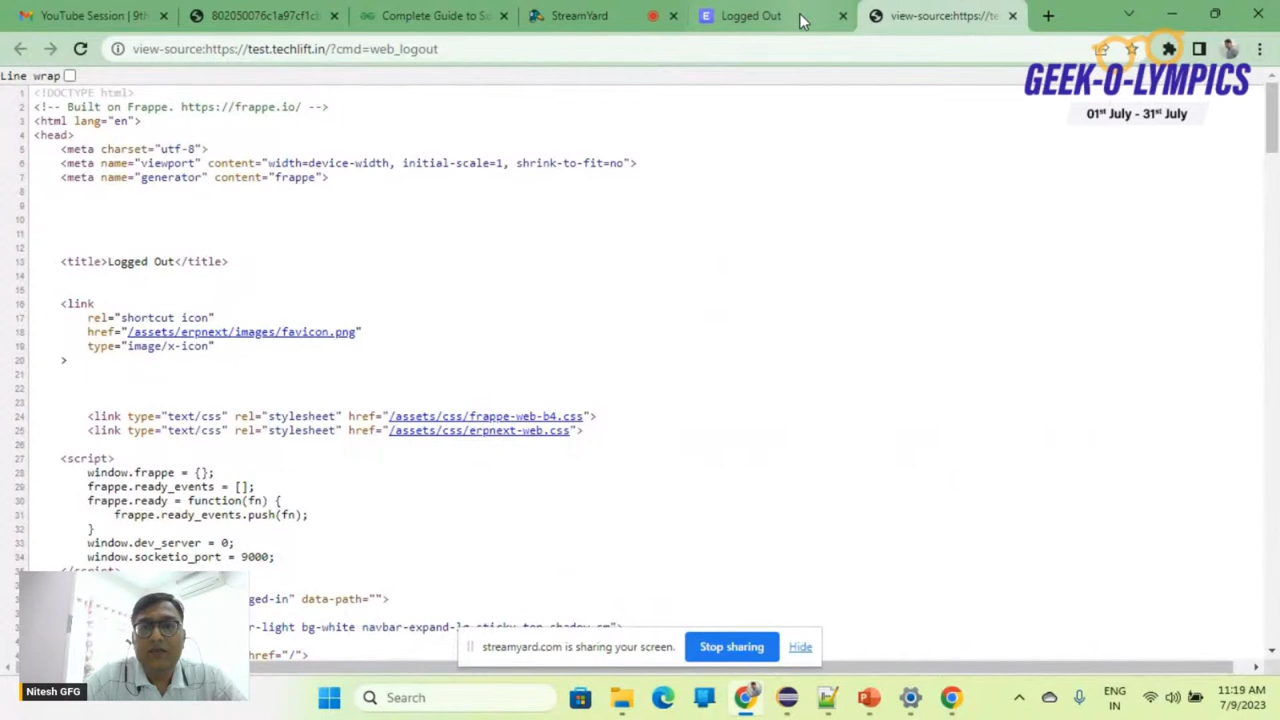 YouTube Session | 9th
802050076c1a97cf1cb
Complete Guide to Se
StreamYard
Logged Out
view-source:https://te
view-source:https://test.techlift.in/?cmd=web_logout
GEEK-O-LYMPICS
01st July - 31st July
Line wrap
1 <!DOCTYPE html>
2 <!-- Built on Frappe. https://frappe.io/ -->
3 <html lang="en">
4 <head>
5 <meta charset="utf-8">
6 <meta name="viewport" content="width=device-width, initial-scale=1, shrink-to-fit=no">
7 <meta name="generator" content="frappe">
8
9
10
11
12
13 <title>Logged Out</title>
14
15
16 <link
17 rel="shortcut icon"
18 href="/assets/erpnext/images/favicon.png"
19 type="image/x-icon"
20 >
21
22
23
24 <link type="text/css" rel="stylesheet" href="/assets/css/frappe-web-b4.css">
25 <link type="text/css" rel="stylesheet" href="/assets/css/erpnext-web.css">
26
27 <script>
28 window.frappe = {};
29 frappe.ready_events = [];
30 frappe.ready = function(fn) {
31 frappe.ready_events.push(fn);
32 }
33 window.dev_server = 0;
34 window.socketio_port = 9000;
ged-in" data-path="">
r-light bg-white navbar-expand-lg sticky-top shadow-sm">
href="/">
streamyard.com is sharing your screen.
Stop sharing
Hide
Nitesh GFG
Search
ENG
IN
11:19 AM
7/9/2023